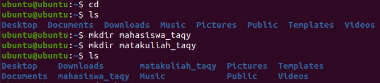 ubuntu@ubuntu:~$ cd
ubuntu@ubuntu:~$ ls
Desktop Documents Downloads Music Pictures Public Templates Videos
ubuntu@ubuntu:~$ mkdir mahasiswa_taqy
ubuntu@ubuntu:~$ mkdir matakuliah_taqy
ubuntu@ubuntu:~$ ls
Desktop Downloads matakuliah_taqy Pictures Templates
Documents mahasiswa_taqy Music Public Videos